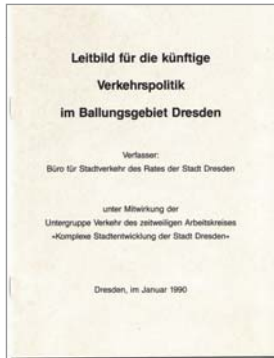 Leitbild für die künftige
Verkehrspolitik
im Ballungsgebiet Dresden
Verfasser:
Büro für Stadtverkehr des Rates der Stadt Dresden
unter Mitwirkung der
Untergruppe Verkehr des zeitweiligen Arbeitskreises
»Komplexe Stadtentwicklung der Stadt Dresden«
Dresden, im Januar 1990